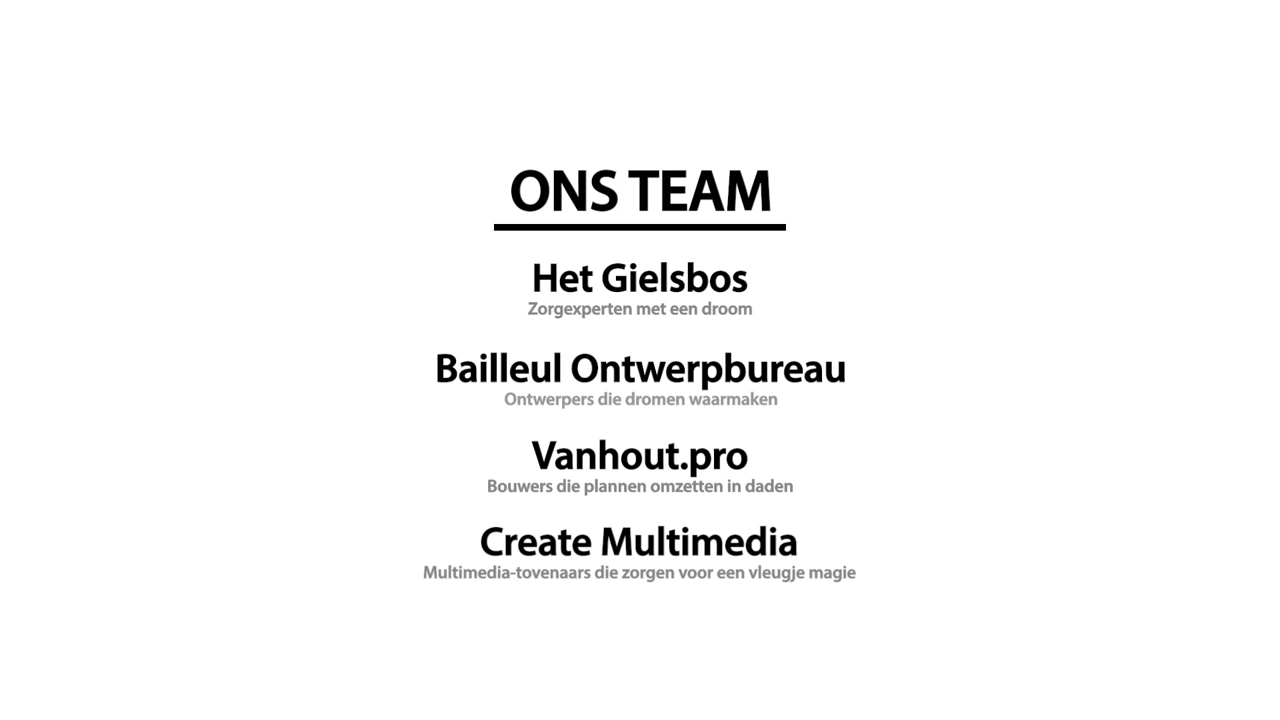 ONS TEAM
Het Gielsbos
Zorgexperten met een droom
Bailleul Ontwerpbureau
Ontwerpers die dromen waarmaken
Vanhout.pro
Bouwers die plannen omzetten in daden
Create Multimedia
Multimedia-tovenaars die zorgen voor een vleugje magie